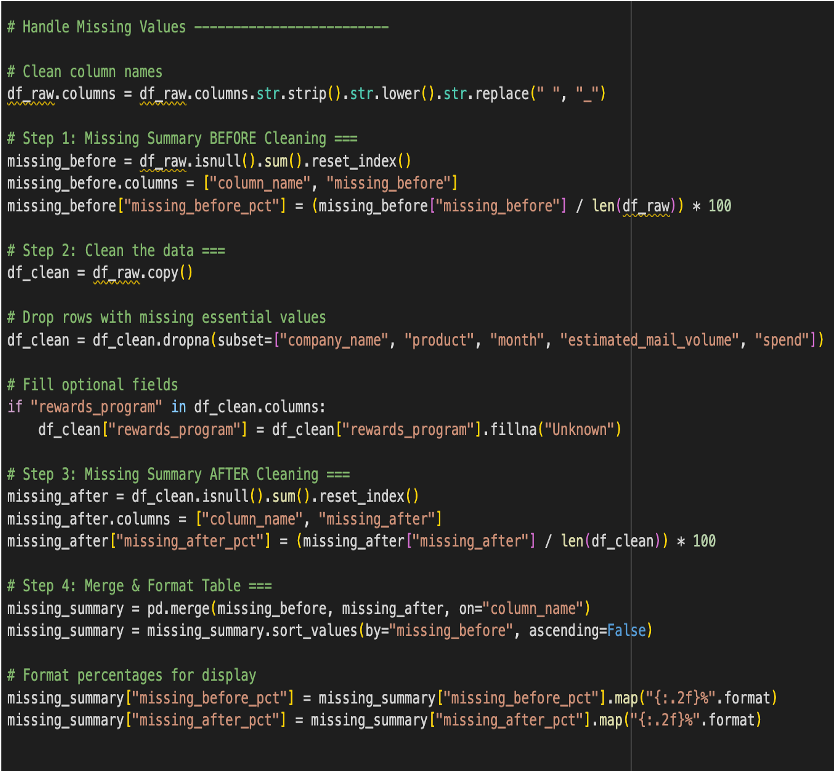 # Handle Missing Values -------------------------
# Clean column names
df_raw.columns = df_raw.columns.str.strip().str.lower().str.replace(" ", "_")
# Step 1: Missing Summary BEFORE Cleaning ===
missing_before = df_raw.isnull().sum().reset_index()
missing_before.columns = ["column_name", "missing_before"]
missing_before["missing_before_pct"] = (missing_before["missing_before"] / len(df_raw)) * 100
# Step 2: Clean the data ===
df_clean = df_raw.copy()
# Drop rows with missing essential values
df_clean = df_clean.dropna(subset=["company_name", "product", "month", "estimated_mail_volume", "spend"])
# Fill optional fields
if "rewards_program" in df_clean.columns:
    df_clean["rewards_program"] = df_clean["rewards_program"].fillna("Unknown")
# Step 3: Missing Summary AFTER Cleaning ===
missing_after = df_clean.isnull().sum().reset_index()
missing_after.columns = ["column_name", "missing_after"]
missing_after["missing_after_pct"] = (missing_after["missing_after"] / len(df_clean)) * 100
# Step 4: Merge & Format Table ===
missing_summary = pd.merge(missing_before, missing_after, on="column_name")
missing_summary = missing_summary.sort_values(by="missing_before", ascending=False)
# Format percentages for display
missing_summary["missing_before_pct"] = missing_summary["missing_before_pct"].map("{:.2f}%".format)
missing_summary["missing_after_pct"] = missing_summary["missing_after_pct"].map("{:.2f}%".format)